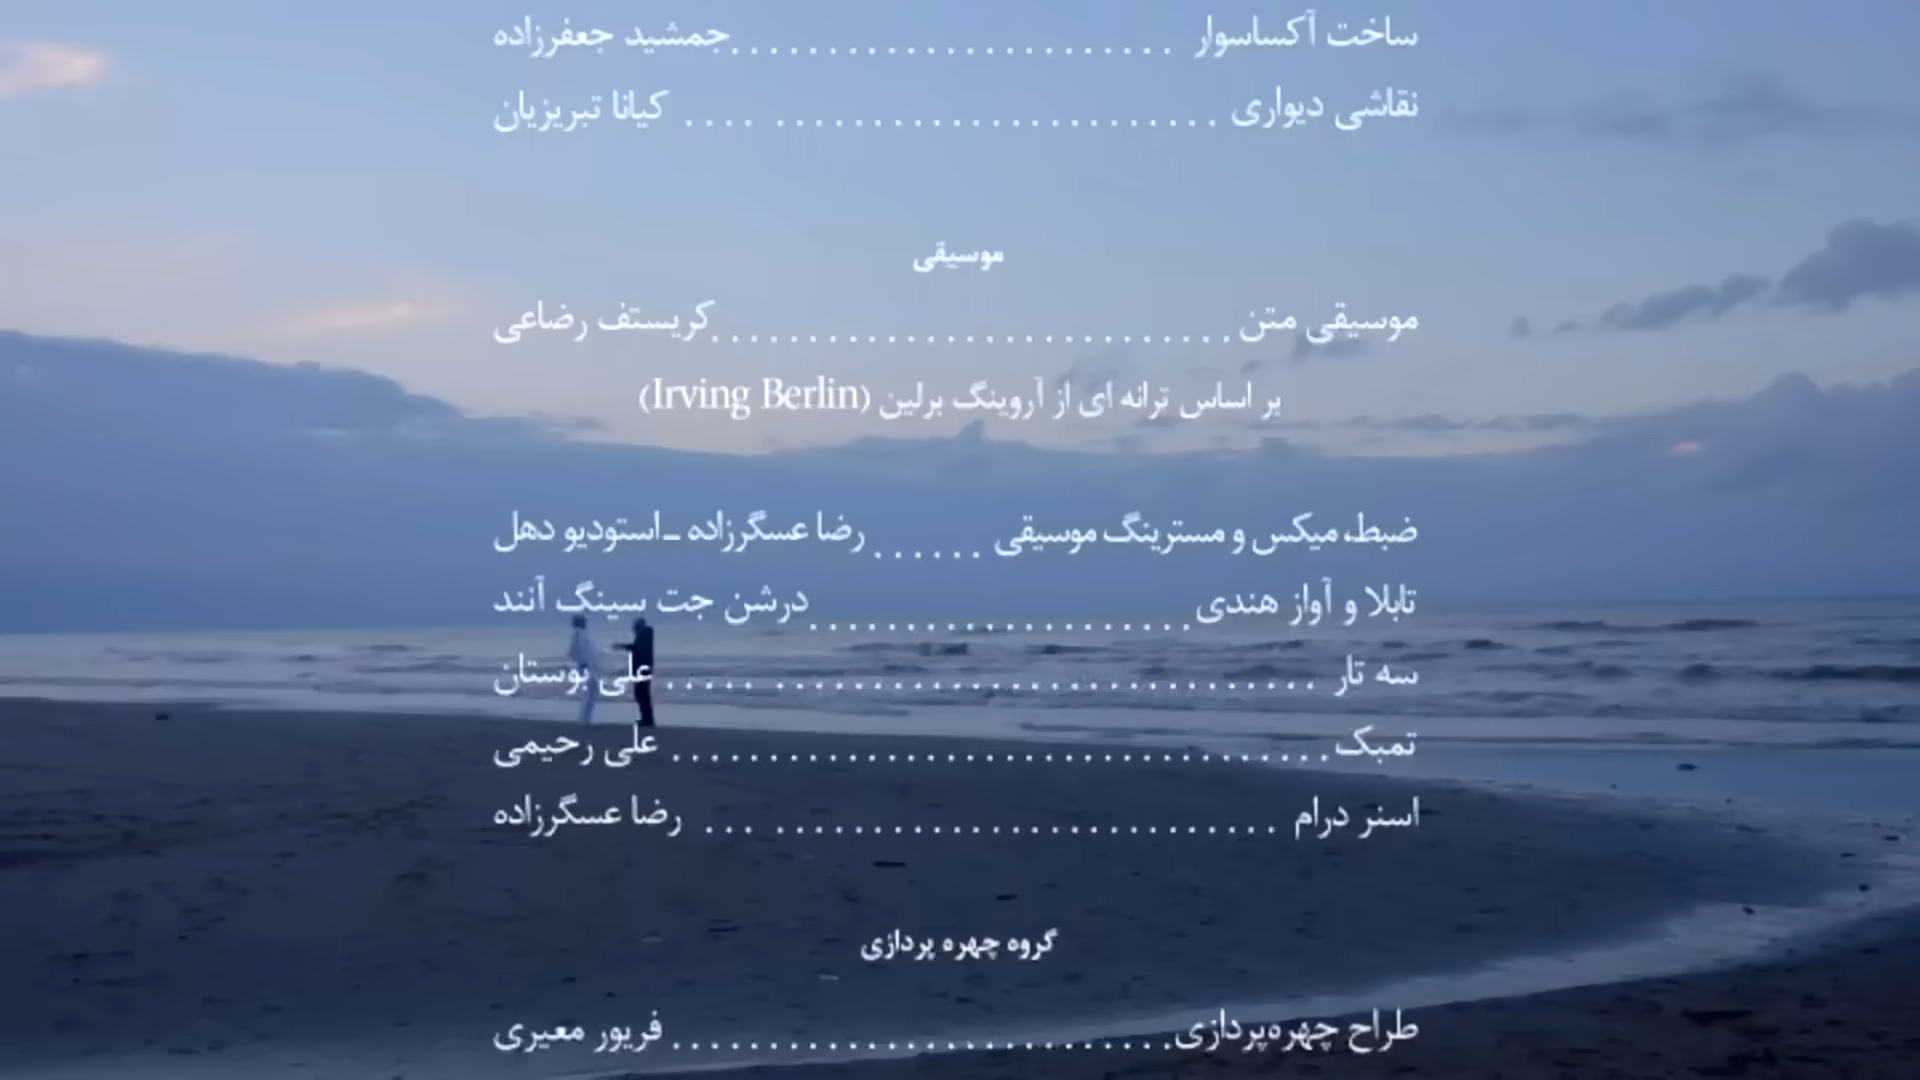 ساخت آکساسوار ....................... جمشید جعفرزاده
نقاشی دیواری ........................... کیانا تبریزیان
موسیقی
موسیقی متن ........................... کریستف رضاعی
بر اساس ترانه ای از آروینگ برلین (Irving Berlin)
ضبط، میکس و مسترینگ موسیقی ...... رضا عسگرزاده - استودیو دهل
تابلا و آواز هندی .................... درشن جت سینگ آنند
سه تار .................................. علی بوستان
تمبک .................................. علی رحیمی
اسنر درام ............................. رضا عسگرزاده
گروه چهره پردازی
طراح چهره‌پردازی .......................... فریور معیری